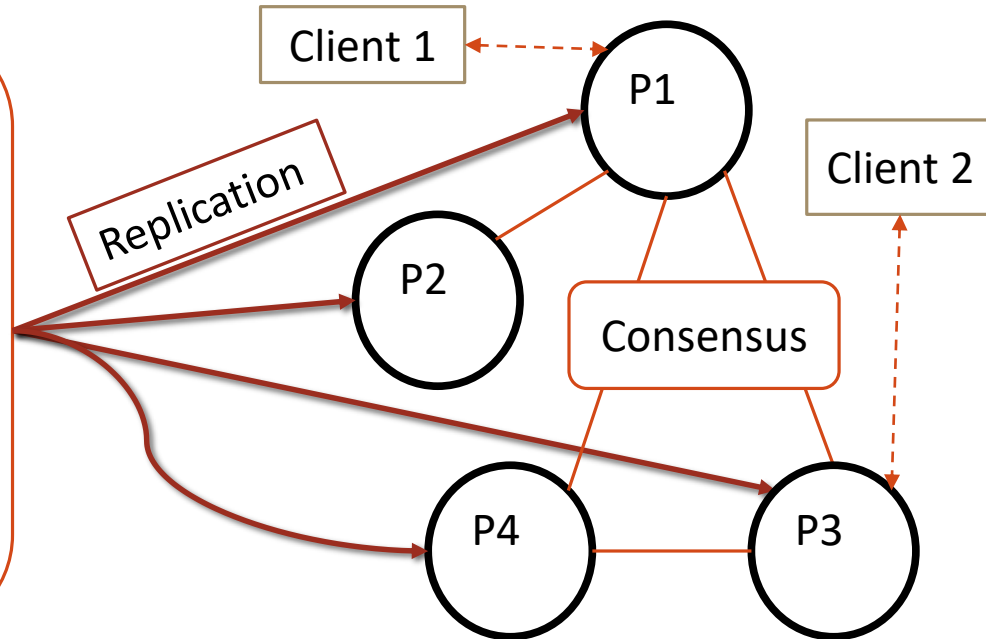 Client 1
P1
Client 2
Replication
P2
Consensus
P4
P3